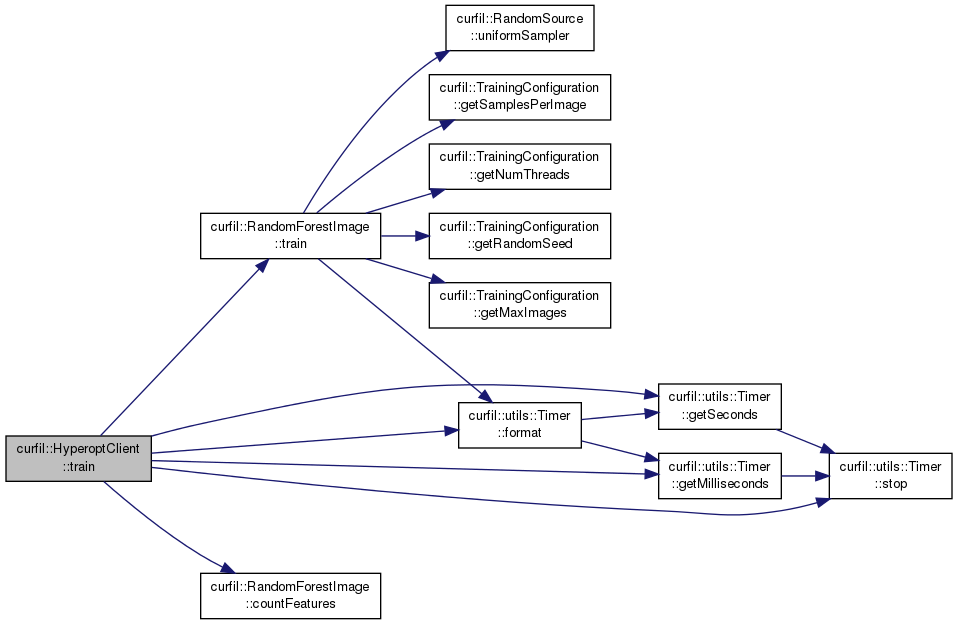 curfil::RandomSource
::uniformSampler
curfil::TrainingConfiguration
::getSamplesPerImage
curfil::TrainingConfiguration
::getNumThreads
curfil::RandomForestImage
::train
curfil::TrainingConfiguration
::getRandomSeed
curfil::TrainingConfiguration
::getMaxImages
curfil::utils::Timer
::getSeconds
curfil::utils::Timer
::format
curfil::HyperoptClient
::train
curfil::utils::Timer
::getMilliseconds
curfil::utils::Timer
::stop
curfil::RandomForestImage
::countFeatures